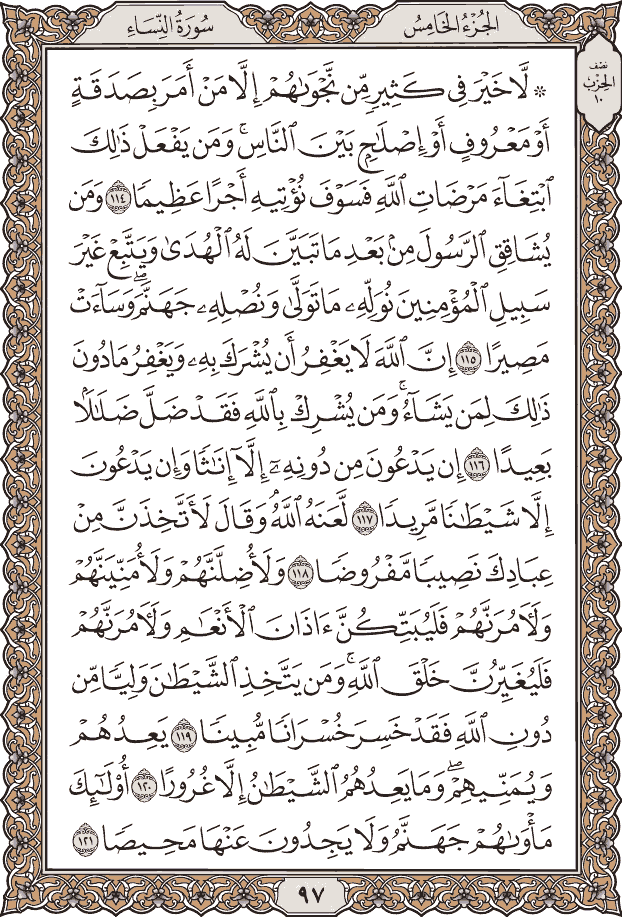 الجُزْءُ الخَامِسُ
سُورَةُ النِّسَاءِ
نصف
الحزب
١٠
۞ لَّا خَيْرَ فِي كَثِيرٍ مِّن نَّجْوَىٰهُمْ إِلَّا مَنْ أَمَرَ بِصَدَقَةٍ
أَوْ مَعْرُوفٍ أَوْ إِصْلَٰحٍۭ بَيْنَ ٱلنَّاسِۚ وَمَن يَفْعَلْ ذَٰلِكَ
ٱبْتِغَآءَ مَرْضَاتِ ٱللَّهِ فَسَوْفَ نُؤْتِيهِ أَجْرًا عَظِيمًا ١١٤ وَمَن
يُشَاقِقِ ٱلرَّسُولَ مِنۢ بَعْدِ مَا تَبَيَّنَ لَهُ ٱلْهُدَىٰ وَيَتَّبِعْ غَيْرَ
سَبِيلِ ٱلْمُؤْمِنِينَ نُوَلِّهِۦ مَا تَوَلَّىٰ وَنُصْلِهِۦ جَهَنَّمَۖ وَسَآءَتْ
مَصِيرًا ١١٥ إِنَّ ٱللَّهَ لَا يَغْفِرُ أَن يُشْرَكَ بِهِۦ وَيَغْفِرُ مَا دُونَ
ذَٰلِكَ لِمَن يَشَآءُۚ وَمَن يُشْرِكْ بِٱللَّهِ فَقَدْ ضَلَّ ضَلَٰلًۢا
بَعِيدًا ١١٦ إِن يَدْعُونَ مِن دُونِهِۦٓ إِلَّآ إِنَٰثًا وَإِن يَدْعُونَ
إِلَّا شَيْطَٰنًا مَّرِيدًا ١١٧ لَّعَنَهُ ٱللَّهُۘ وَقَالَ لَأَتَّخِذَنَّ مِنْ
عِبَادِكَ نَصِيبًا مَّفْرُوضًا ١١٨ وَلَأُضِلَّنَّهُمْ وَلَأُمَنِّيَنَّهُمْ
وَلَءَامُرَنَّهُمْ فَلَيُبَتِّكُنَّ ءَاذَانَ ٱلْأَنْعَٰمِ وَلَءَامُرَنَّهُمْ
فَلَيُغَيِّرُنَّ خَلْقَ ٱللَّهِۚ وَمَن يَتَّخِذِ ٱلشَّيْطَٰنَ وَلِيًّا مِّن
دُونِ ٱللَّهِ فَقَدْ خَسِرَ خُسْرَانًا مُّبِينًا ١١٩ يَعِدُهُمْ
وَيُمَنِّيهِمْۖ وَمَا يَعِدُهُمُ ٱلشَّيْطَٰنُ إِلَّا غُرُورًا ١٢٠ أُو۟لَٰٓئِكَ
مَأْوَىٰهُمْ جَهَنَّمُ وَلَا يَجِدُونَ عَنْهَا مَحِيصًا ١٢١
٩٧